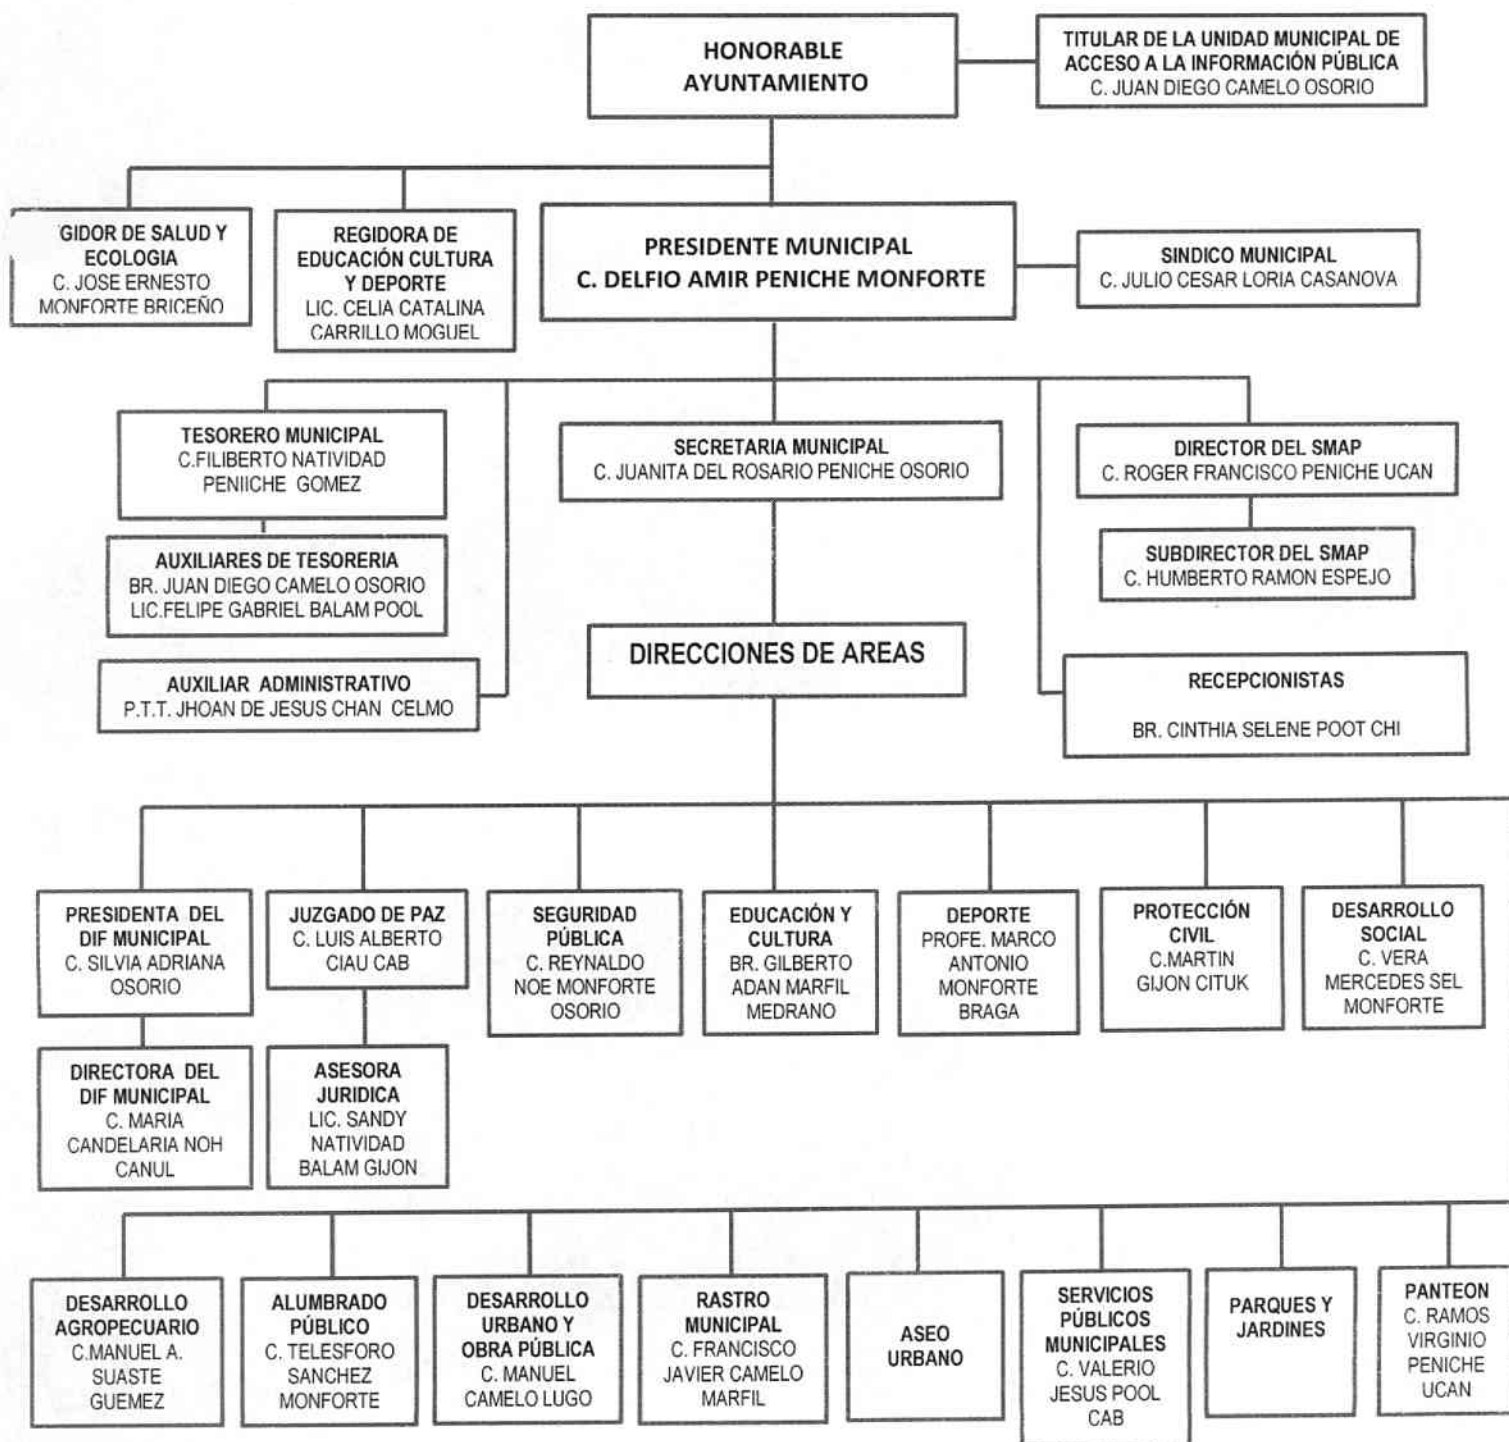 HONORABLE
AYUNTAMIENTO
TITULAR DE LA UNIDAD MUNICIPAL DE
ACCESO A LA INFORMACIÓN PÚBLICA
C. JUAN DIEGO CAMELO OSORIO
GIDOR DE SALUD Y
ECOLOGIA
C. JOSE ERNESTO
MONFORTE BRICEÑO
REGIDORA DE
EDUCACIÓN CULTURA
Y DEPORTE
LIC. CELIA CATALINA
CARRILLO MOGUEL
PRESIDENTE MUNICIPAL
C. DELFIO AMIR PENICHE MONFORTE
SINDICO MUNICIPAL
C. JULIO CESAR LORIA CASANOVA
TESORERO MUNICIPAL
C.FILIBERTO NATIVIDAD
PENIICHE GOMEZ
SECRETARIA MUNICIPAL
C. JUANITA DEL ROSARIO PENICHE OSORIO
DIRECTOR DEL SMAP
C. ROGER FRANCISCO PENICHE UCAN
AUXILIARES DE TESORERIA
BR. JUAN DIEGO CAMELO OSORIO
LIC.FELIPE GABRIEL BALAM POOL
SUBDIRECTOR DEL SMAP
C. HUMBERTO RAMON ESPEJO
DIRECCIONES DE AREAS
AUXILIAR ADMINISTRATIVO
P.T.T. JHOAN DE JESUS CHAN CELMO
RECEPCIONISTAS
BR. CINTHIA SELENE POOT CHI
PRESIDENTA DEL
DIF MUNICIPAL
C. SILVIA ADRIANA
OSORIO
JUZGADO DE PAZ
C. LUIS ALBERTO
CIAU CAB
SEGURIDAD
PÚBLICA
C. REYNALDO
NOE MONFORTE
OSORIO
EDUCACIÓN Y
CULTURA
BR. GILBERTO
ADAN MARFIL
MEDRANO
DEPORTE
PROFE. MARCO
ANTONIO
MONFORTE
BRAGA
PROTECCIÓN
CIVIL
C.MARTIN
GIJON CITUK
DESARROLLO
SOCIAL
C. VERA
MERCEDES SEL
MONFORTE
DIRECTORA DEL
DIF MUNICIPAL
C. MARIA
CANDELARIA NOH
CANUL
ASESORA
JURIDICA
LIC. SANDY
NATIVIDAD
BALAM GIJON
DESARROLLO
AGROPECUARIO
C.MANUEL A.
SUASTE
GUEMEZ
ALUMBRADO
PÚBLICO
C. TELESFORO
SANCHEZ
MONFORTE
DESARROLLO
URBANO Y
OBRA PÚBLICA
C. MANUEL
CAMELO LUGO
RASTRO
MUNICIPAL
C. FRANCISCO
JAVIER CAMELO
MARFIL
ASEO
URBANO
SERVICIOS
PÚBLICOS
MUNICIPALES
C. VALERIO
JESUS POOL
CAB
PARQUES Y
JARDINES
PANTEON
C. RAMOS
VIRGINIO
PENICHE
UCAN